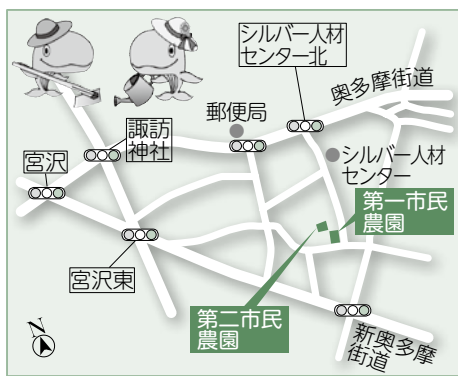 シルバー人材
センター北
奥多摩街道
郵便局
諏訪
神社
シルバー人材
センター
宮沢
第一市民
農園
宮沢東
第二市民
農園
新奥多摩
街道
N